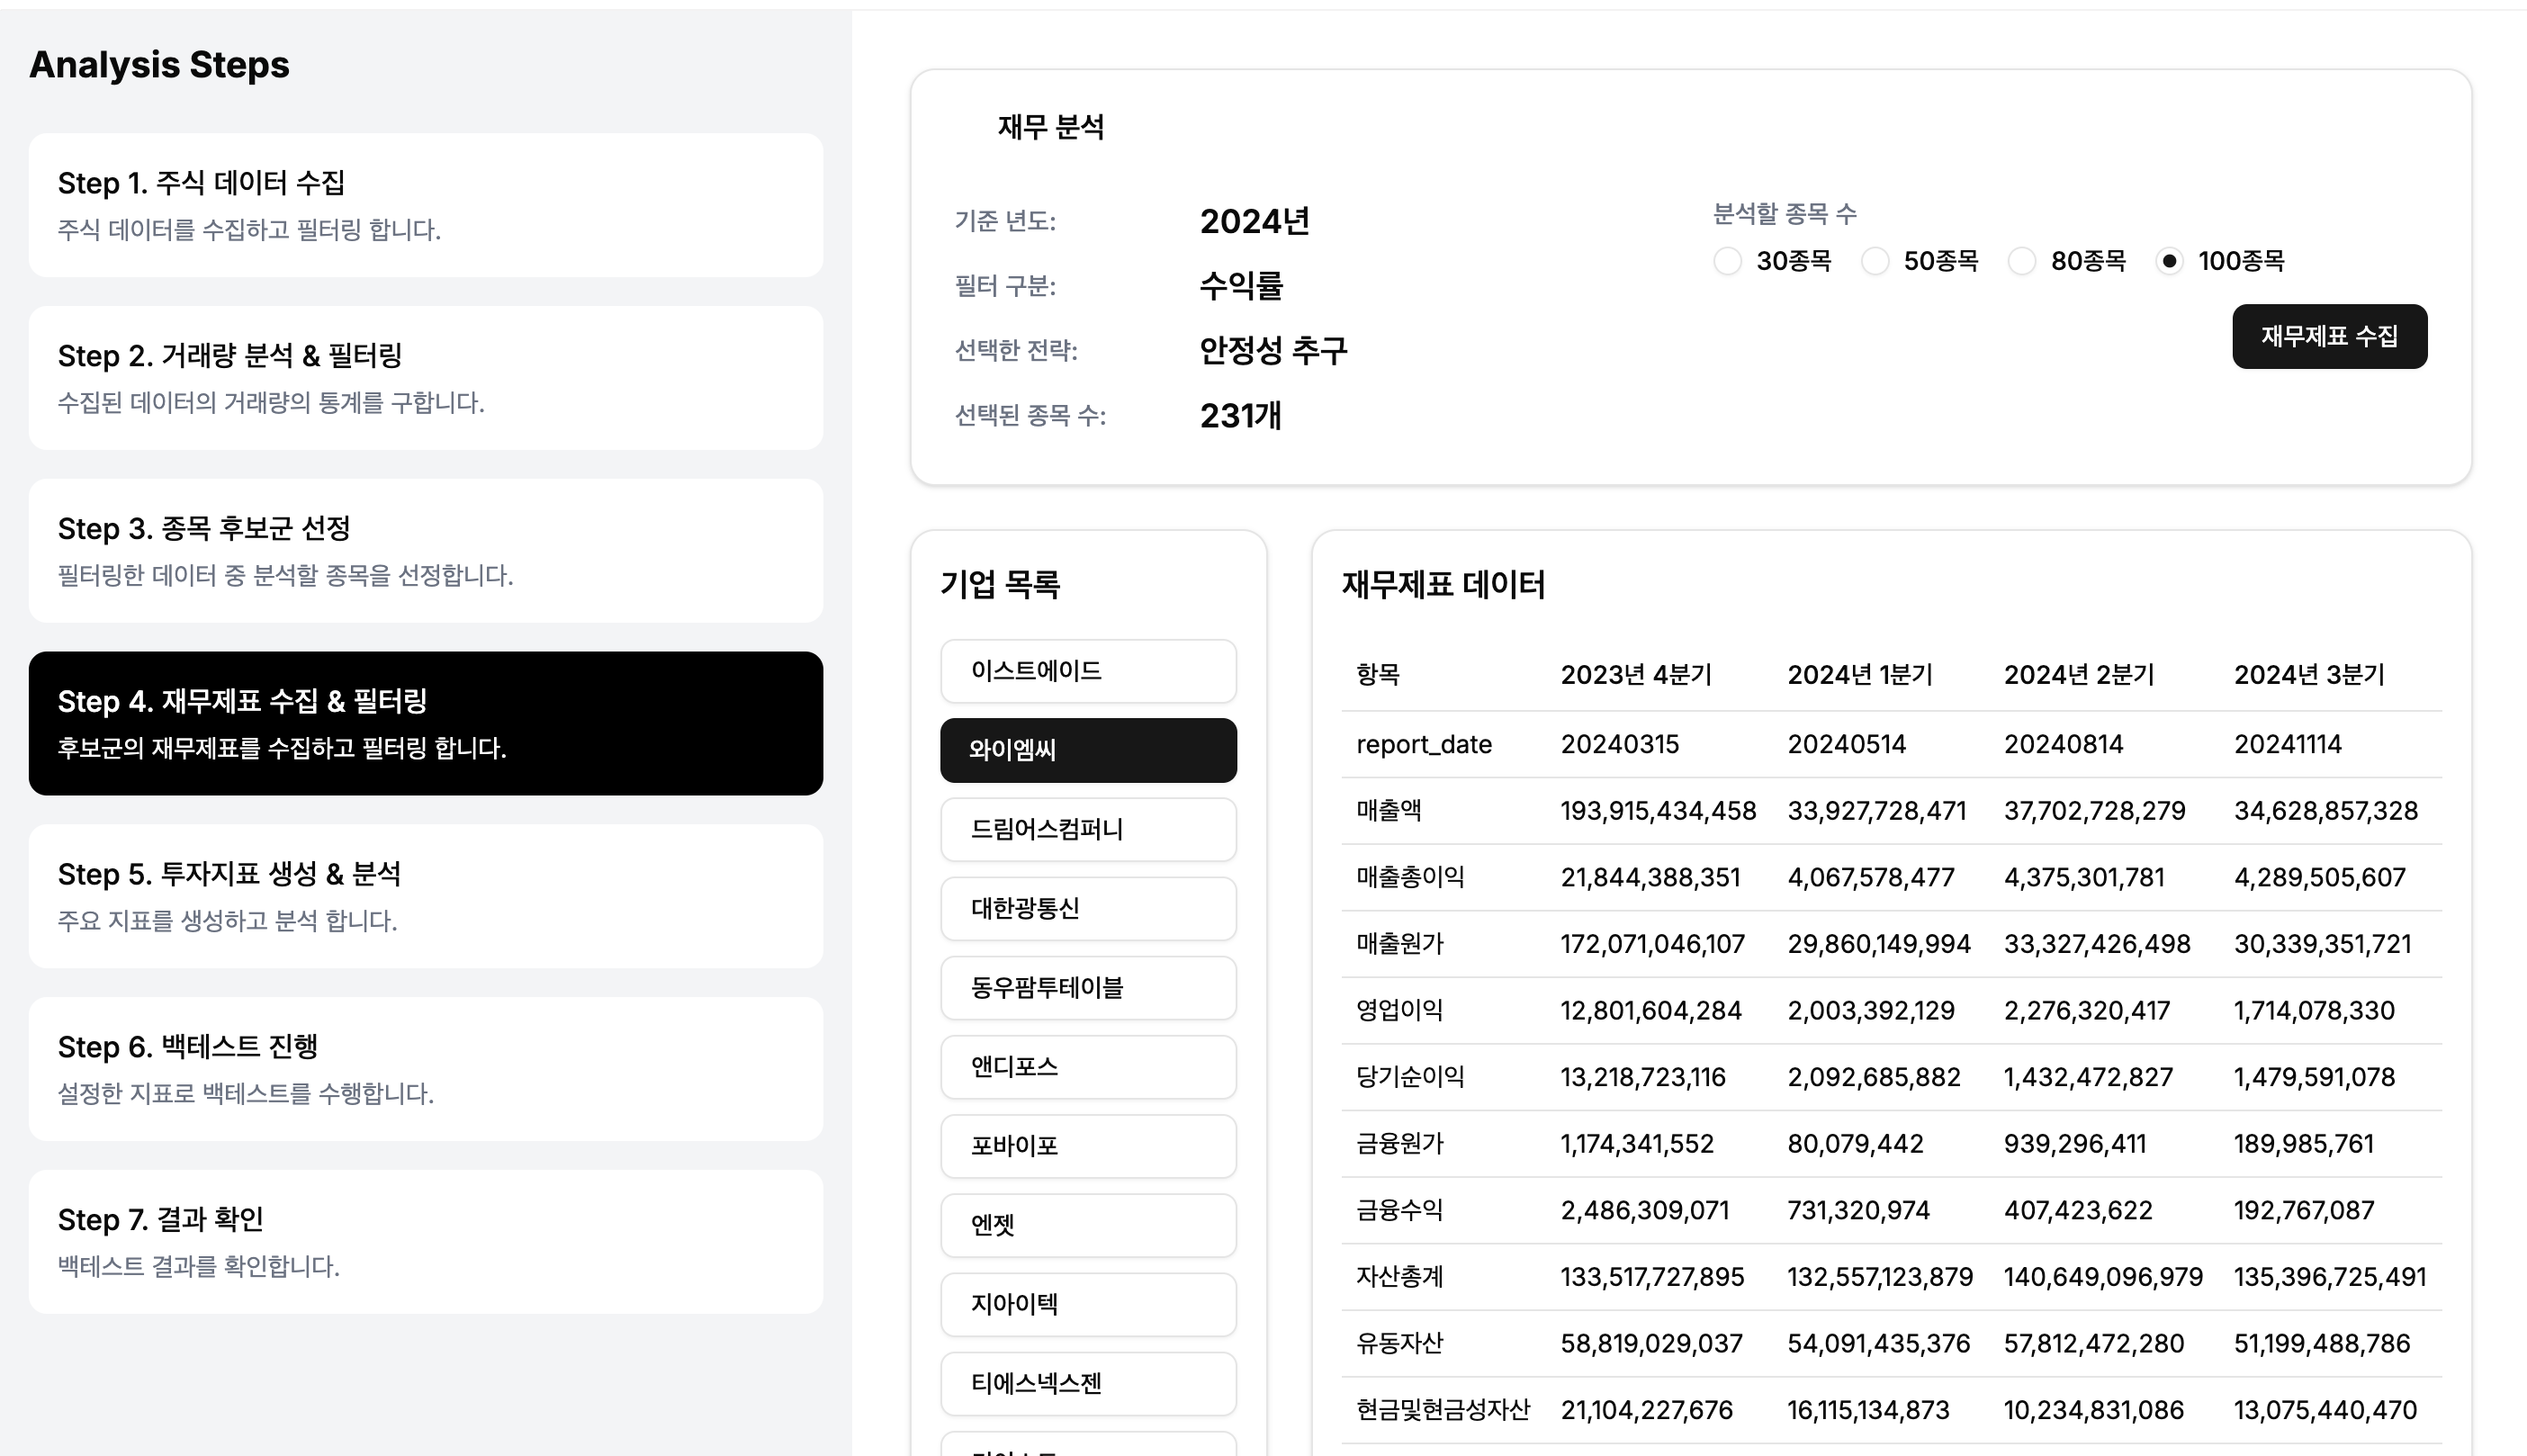 Analysis Steps
Step 1. 주식 데이터 수집
주식 데이터를 수집하고 필터링 합니다.
Step 2. 거래량 분석 & 필터링
수집된 데이터의 거래량의 통계를 구합니다.
Step 3. 종목 후보군 선정
필터링한 데이터 중 분석할 종목을 선정합니다.
Step 4. 재무제표 수집 & 필터링
후보군의 재무제표를 수집하고 필터링 합니다.
Step 5. 투자지표 생성 & 분석
주요 지표를 생성하고 분석 합니다.
Step 6. 백테스트 진행
설정한 지표로 백테스트를 수행합니다.
Step 7. 결과 확인
백테스트 결과를 확인합니다.
재무 분석
기준 년도: 2024년
필터 구분: 수익률
선택한 전략: 안정성 추구
선택된 종목 수: 231개
분석할 종목 수
30종목 50종목 80종목 100종목
재무제표 수집
기업 목록
이스트에이드
와이엠씨
드림어스컴퍼니
대한광통신
동우팜투테이블
앤디포스
포바이포
엔젯
지아이텍
티에스넥스젠
재무제표 데이터
항목 2023년 4분기 2024년 1분기 2024년 2분기 2024년 3분기
report_date 20240315 20240514 20240814 20241114
매출액 193,915,434,458 33,927,728,471 37,702,728,279 34,628,857,328
매출총이익 21,844,388,351 4,067,578,477 4,375,301,781 4,289,505,607
매출원가 172,071,046,107 29,860,149,994 33,327,426,498 30,339,351,721
영업이익 12,801,604,284 2,003,392,129 2,276,320,417 1,714,078,330
당기순이익 13,218,723,116 2,092,685,882 1,432,472,827 1,479,591,078
금융원가 1,174,341,552 80,079,442 939,296,411 189,985,761
금융수익 2,486,309,071 731,320,974 407,423,622 192,767,087
자산총계 133,517,727,895 132,557,123,879 140,649,096,979 135,396,725,491
유동자산 58,819,029,037 54,091,435,376 57,812,472,280 51,199,488,786
현금및현금성자산 21,104,227,676 16,115,134,873 10,234,831,086 13,075,440,470